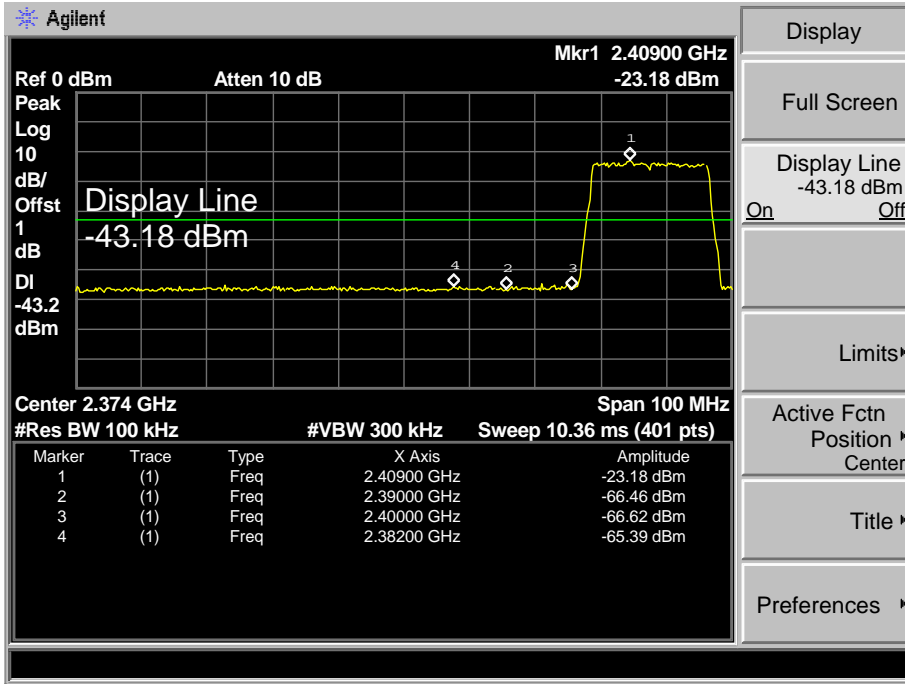 Agilent
Display
Mkr1 2.40900 GHz
Ref 0 dBm Atten 10 dB -23.18 dBm
Peak
Log
10
dB/
Offst
1
dB
DI
-43.2
dBm
Display Line
-43.18 dBm
1
4 2 3
Center 2.374 GHz Span 100 MHz
#Res BW 100 kHz #VBW 300 kHz Sweep 10.36 ms (401 pts)
Marker Trace Type X Axis Amplitude
1 (1) Freq 2.40900 GHz -23.18 dBm
2 (1) Freq 2.39000 GHz -66.46 dBm
3 (1) Freq 2.40000 GHz -66.62 dBm
4 (1) Freq 2.38200 GHz -65.39 dBm
Full Screen
Display Line
-43.18 dBm
On Off
Limits
Active Fctn
Position
Center
Title
Preferences